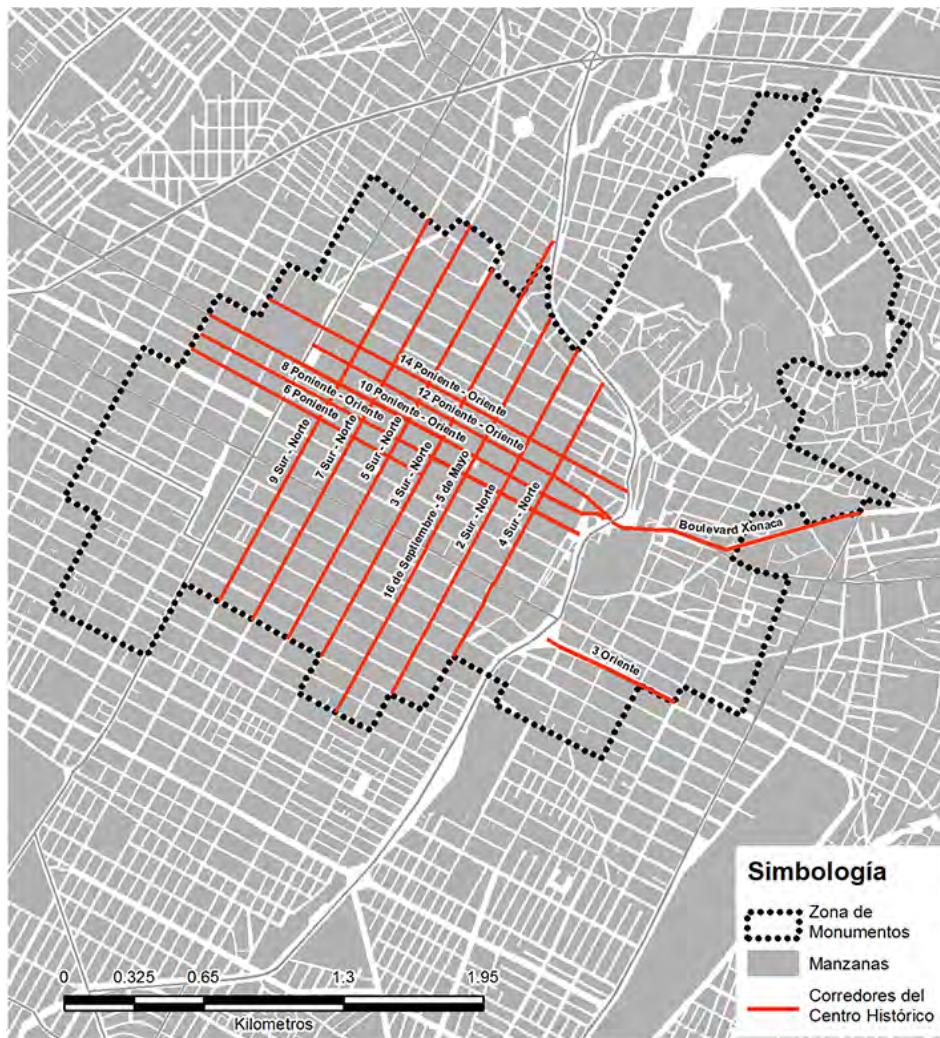 14 Poniente - Oriente
12 Poniente - Oriente
10 Poniente - Oriente
8 Poniente - Oriente
6 Poniente
9 Sur - Norte
7 Sur - Norte
5 Sur - Norte
3 Sur - Norte
16 de Septiembre - 5 de Mayo
2 Sur - Norte
4 Sur - Norte
Boulevard Xonaca
3 Oriente
Simbología
Zona de
Monumentos
Manzanas
Corredores del
Centro Histórico
0 0.325 0.65 1.3 1.95
Kilometros